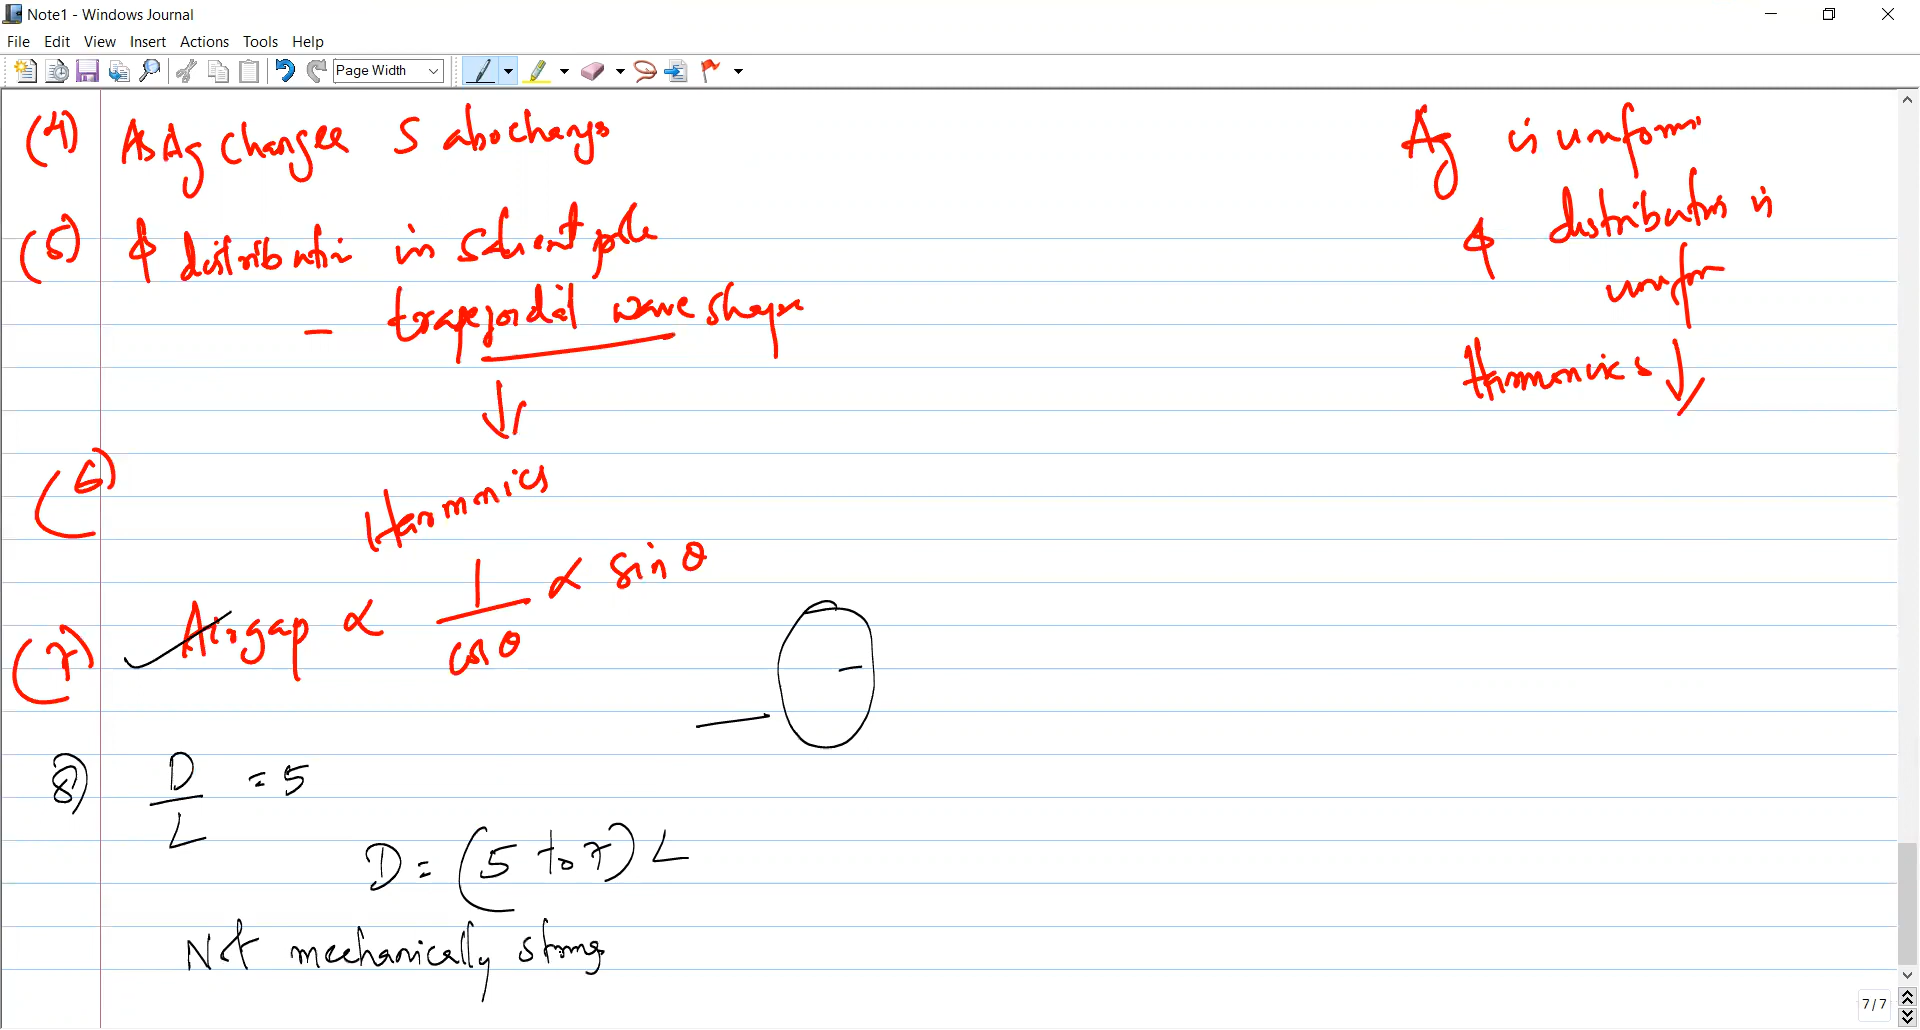 Note1 - Windows Journal
File Edit View Insert Actions Tools Help
Page Width
(4) As Ag changes S also changes
(5) ϕ distribution in Salient pole
- trapezoidal wave shape
↓
(6)
Harmonics
(7) Airgap ∝ 1/cos θ ∝ sin θ
8) D/L = 5
D = (5 to 7) L
Not mechanically strong
Ag is uniform
ϕ distribution is
uniform
Harmonics ↓
7/7